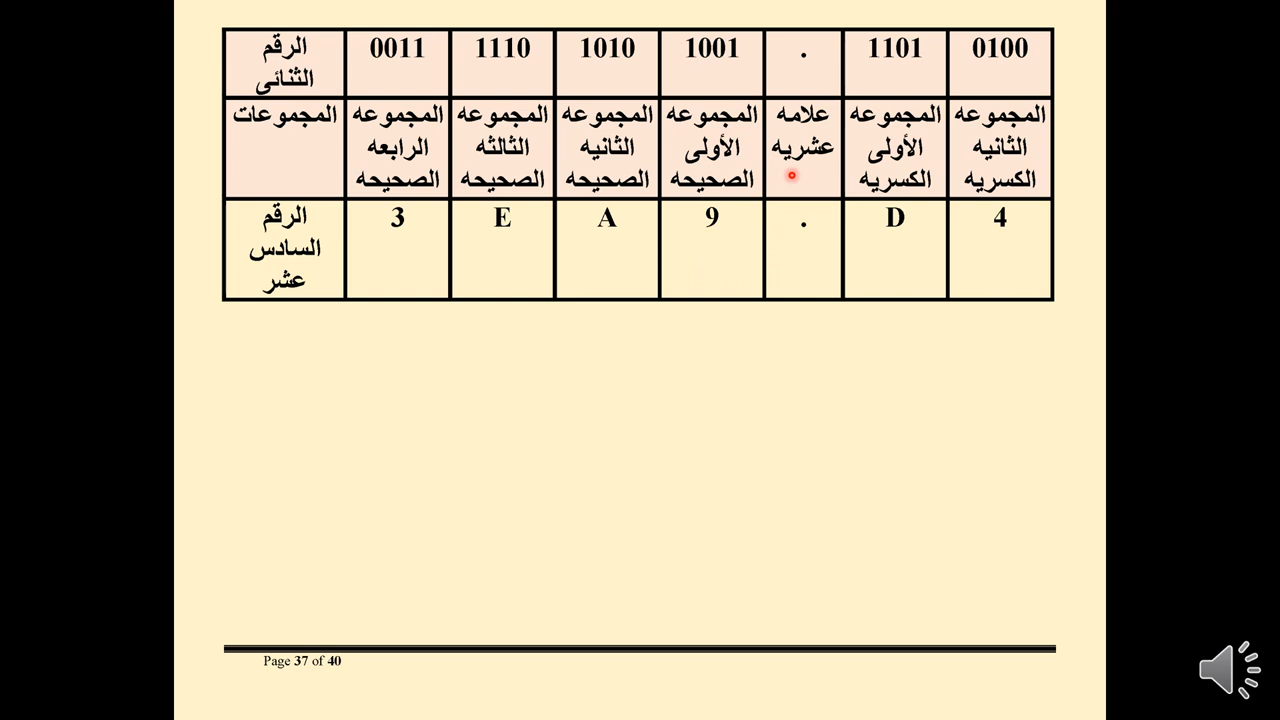 الرقم الثنائي 0011 1110 1010 1001 . 1101 0100
المجموعات المجموعه الرابعه الصحيحه المجموعه الثالثه الصحيحه المجموعه الثانيه الصحيحه المجموعه الأولى الصحيحه علامه عشريه المجموعه الأولى الكسريه المجموعه الثانيه الكسريه
الرقم السادس عشر 3 E A 9 . D 4
Page 37 of 40